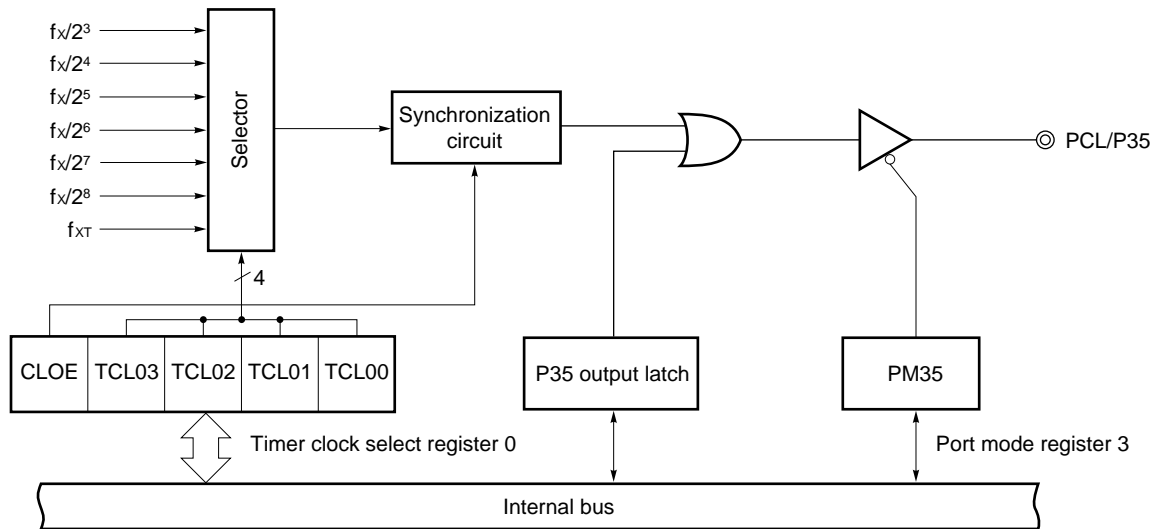 fX/2³
fX/2⁴
fX/2⁵
fX/2⁶
fX/2⁷
fX/2⁸
fXT
Selector
Synchronization
circuit
PCL/P35
4
CLOE TCL03 TCL02 TCL01 TCL00
P35 output latch
PM35
Timer clock select register 0
Port mode register 3
Internal bus